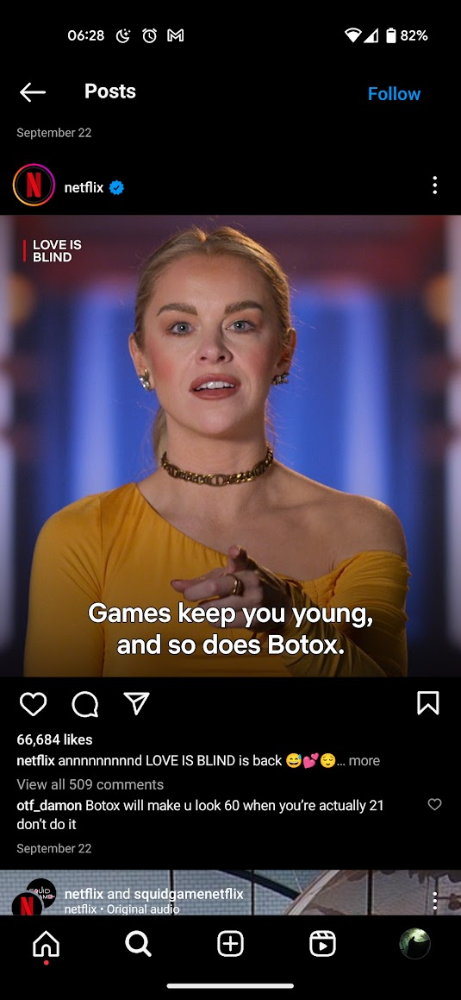 06:28 82%
Posts Follow
September 22
netflix
LOVE IS
BLIND
Games keep you young,
and so does Botox.
66,684 likes
netflix annnnnnnnnd LOVE IS BLIND is back 😅💕😌... more
View all 509 comments
otf_damon Botox will make u look 60 when you're actually 21
don't do it
September 22
netflix and squidgamenetflix
netflix • Original audio